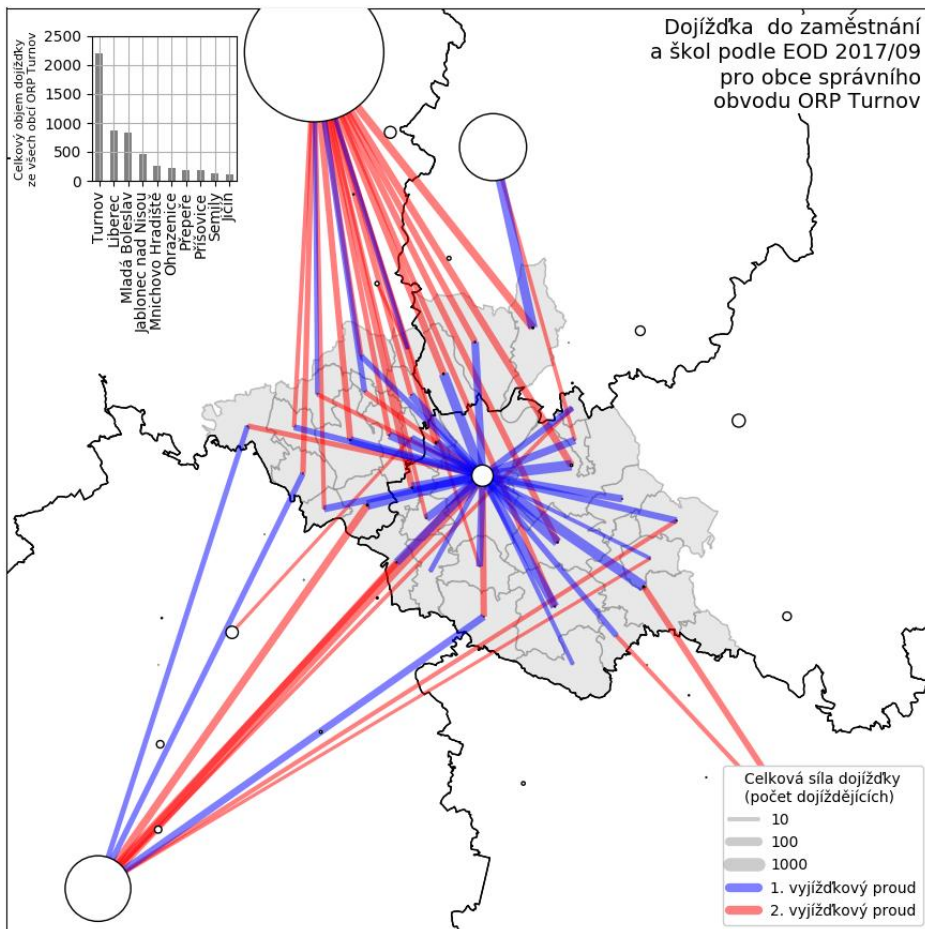 Dojížďka  do zaměstnání
a škol podle EOD 2017/09
pro obce správního
obvodu ORP Turnov
Celkový objem dojížďky
ze všech obcí ORP Turnov
2500
2000
1500
1000
500
0
Turnov
Liberec
Mladá Boleslav
Jablonec nad Nisou
Mnichovo Hradiště
Ohrazenice
Přepeře
Příšovice
Semily
Jičín
Celková síla dojížďky
(počet dojíždějících)
10
100
1000
1. vyjížďkový proud
2. vyjížďkový proud